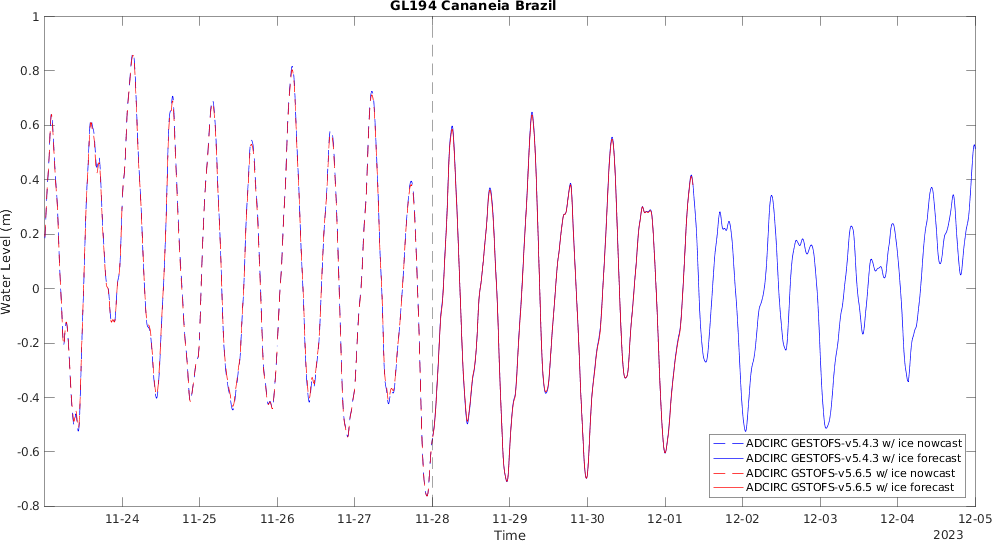 GL194 Cananeia Brazil
1
0.8
0.6
0.4
0.2
0
-0.2
-0.4
-0.6
-0.8
Water Level (m)
ADCIRC GESTOFS-v5.4.3 w/ ice nowcast
ADCIRC GESTOFS-v5.4.3 w/ ice forecast
ADCIRC GSTOFS-v5.6.5 w/ ice nowcast
ADCIRC GSTOFS-v5.6.5 w/ ice forecast
11-24 11-25 11-26 11-27 11-28 11-29 11-30 12-01 12-02 12-03 12-04 12-05
Time
2023